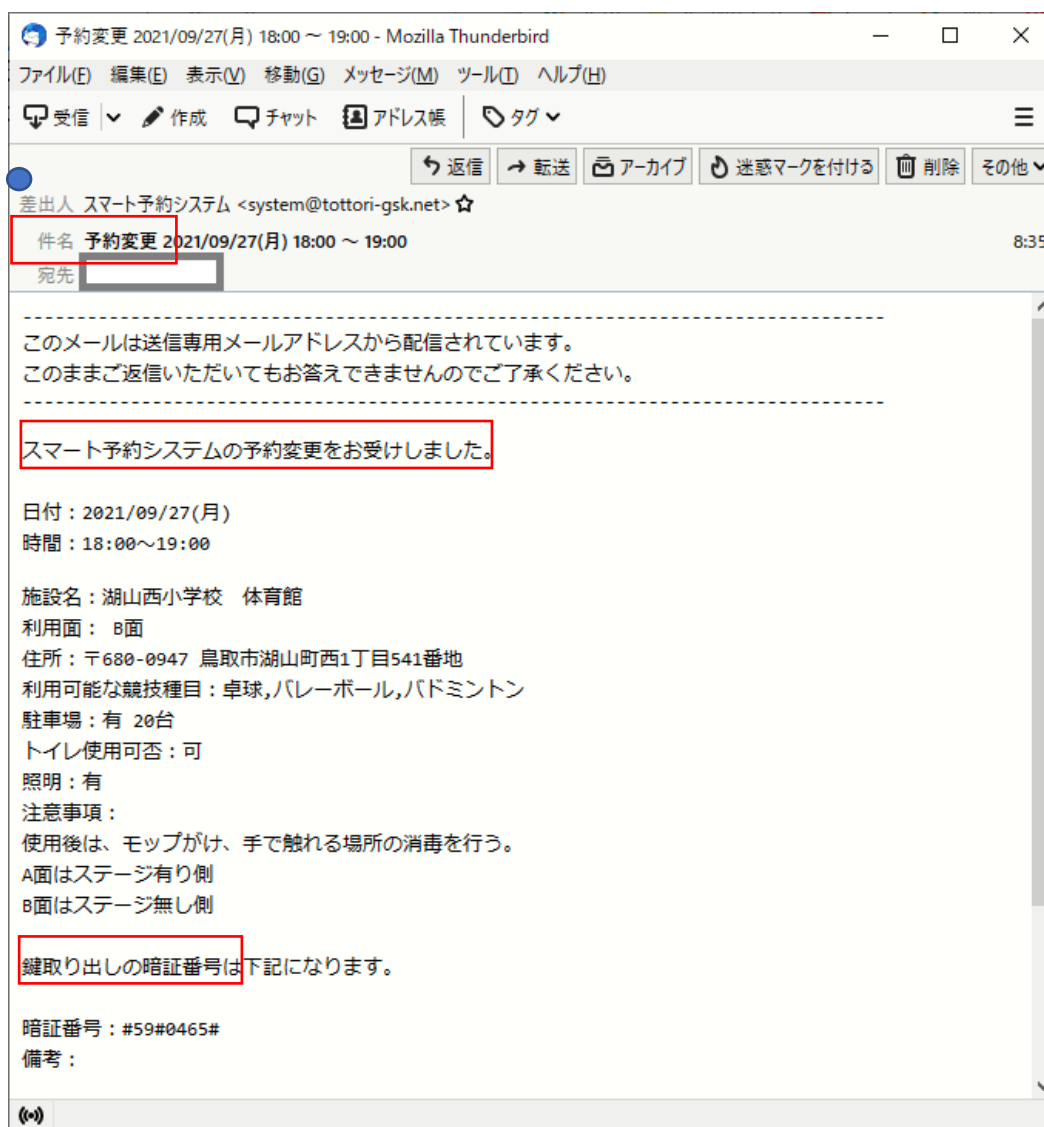 予約変更 2021/09/27(月) 18:00 ～ 19:00 - Mozilla Thunderbird
ファイル(F) 編集(E) 表示(V) 移動(G) メッセージ(M) ツール(T) ヘルプ(H)
受信 作成 チャット アドレス帳 タグ
返信 転送 アーカイブ 迷惑マークを付ける 削除 その他
差出人 スマート予約システム <system@tottori-gsk.net>
件名 予約変更 2021/09/27(月) 18:00 ～ 19:00 8:35
宛先
--------------------------------------------------------------------------------
このメールは送信専用メールアドレスから配信されています。
このままご返信いただいてもお答えできませんのでご了承ください。
--------------------------------------------------------------------------------
スマート予約システムの予約変更をお受けしました。
日付：2021/09/27(月)
時間：18:00～19:00
施設名：湖山西小学校　体育館
利用面： B面
住所：〒680-0947 鳥取市湖山町西1丁目541番地
利用可能な競技種目：卓球,バレーボール,バドミントン
駐車場：有 20台
トイレ使用可否：可
照明：有
注意事項：
使用後は、モップがけ、手で触れる場所の消毒を行う。
A面はステージ有り側
B面はステージ無し側
鍵取り出しの暗証番号は下記になります。
暗証番号：#59#0465#
備考：